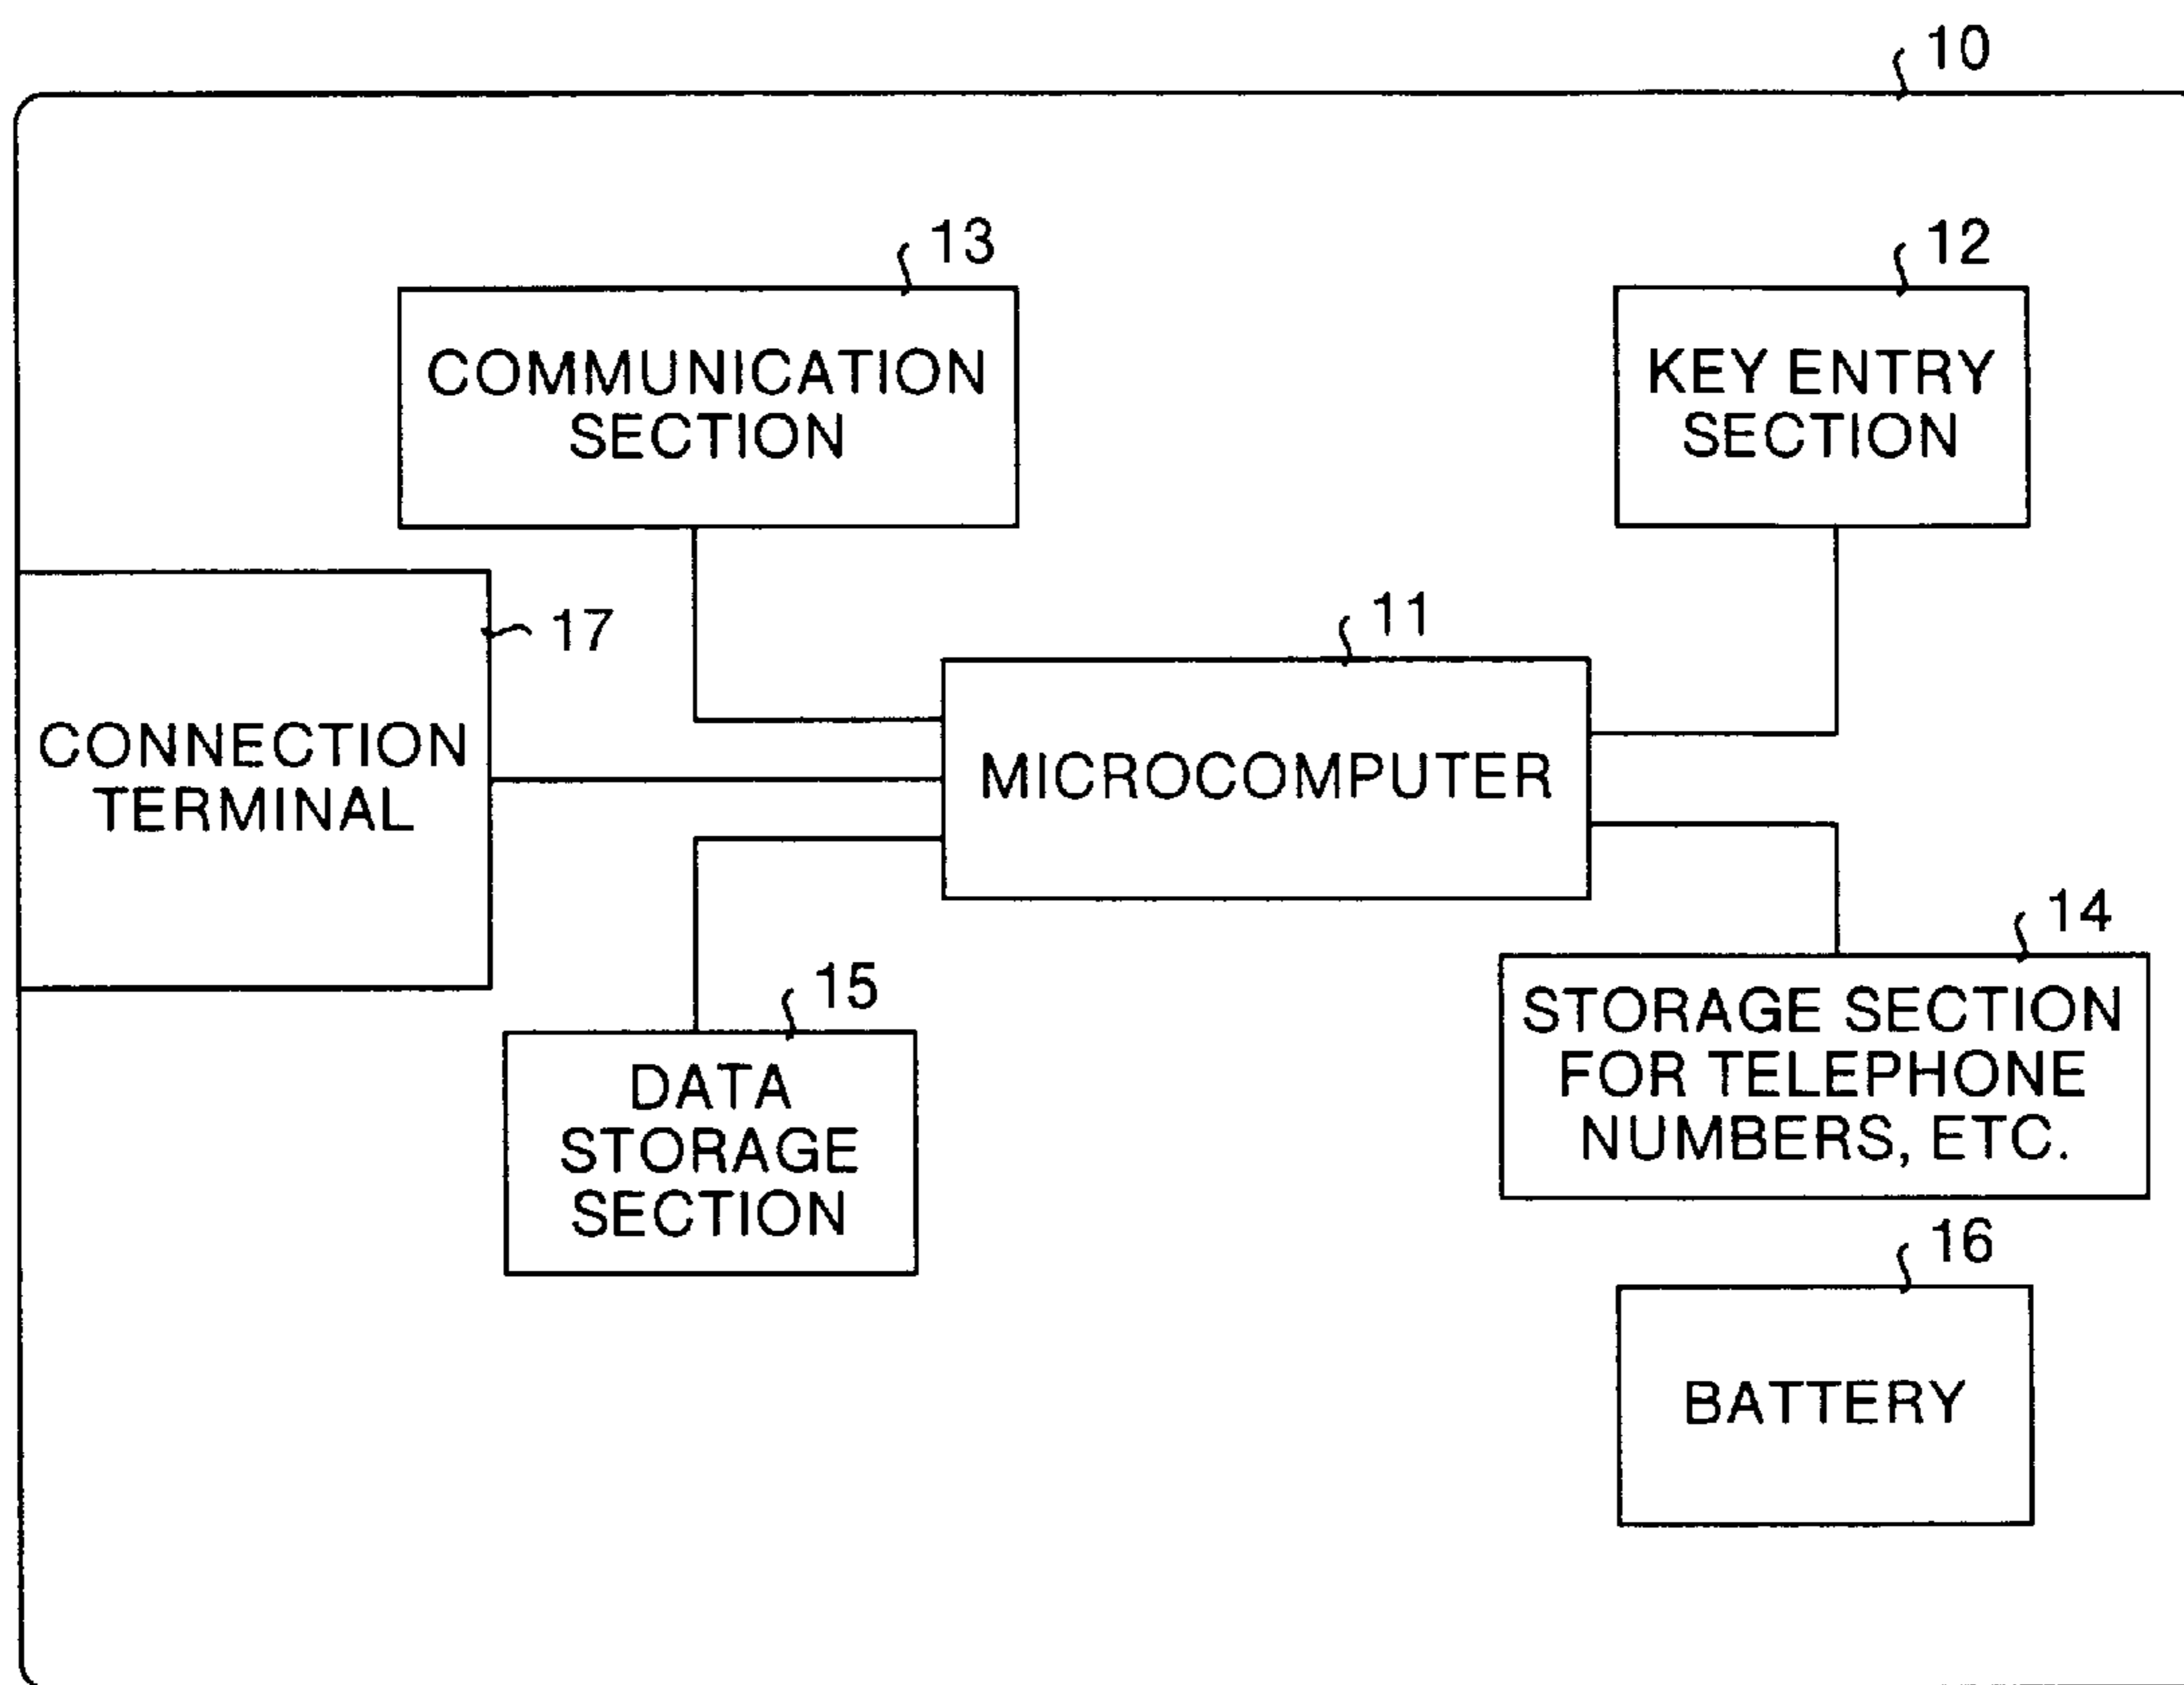 10
13
12
COMMUNICATION
SECTION
KEY ENTRY
SECTION
17
11
CONNECTION
TERMINAL
MICROCOMPUTER
14
15
STORAGE SECTION
FOR TELEPHONE
NUMBERS, ETC.
DATA
STORAGE
SECTION
16
BATTERY